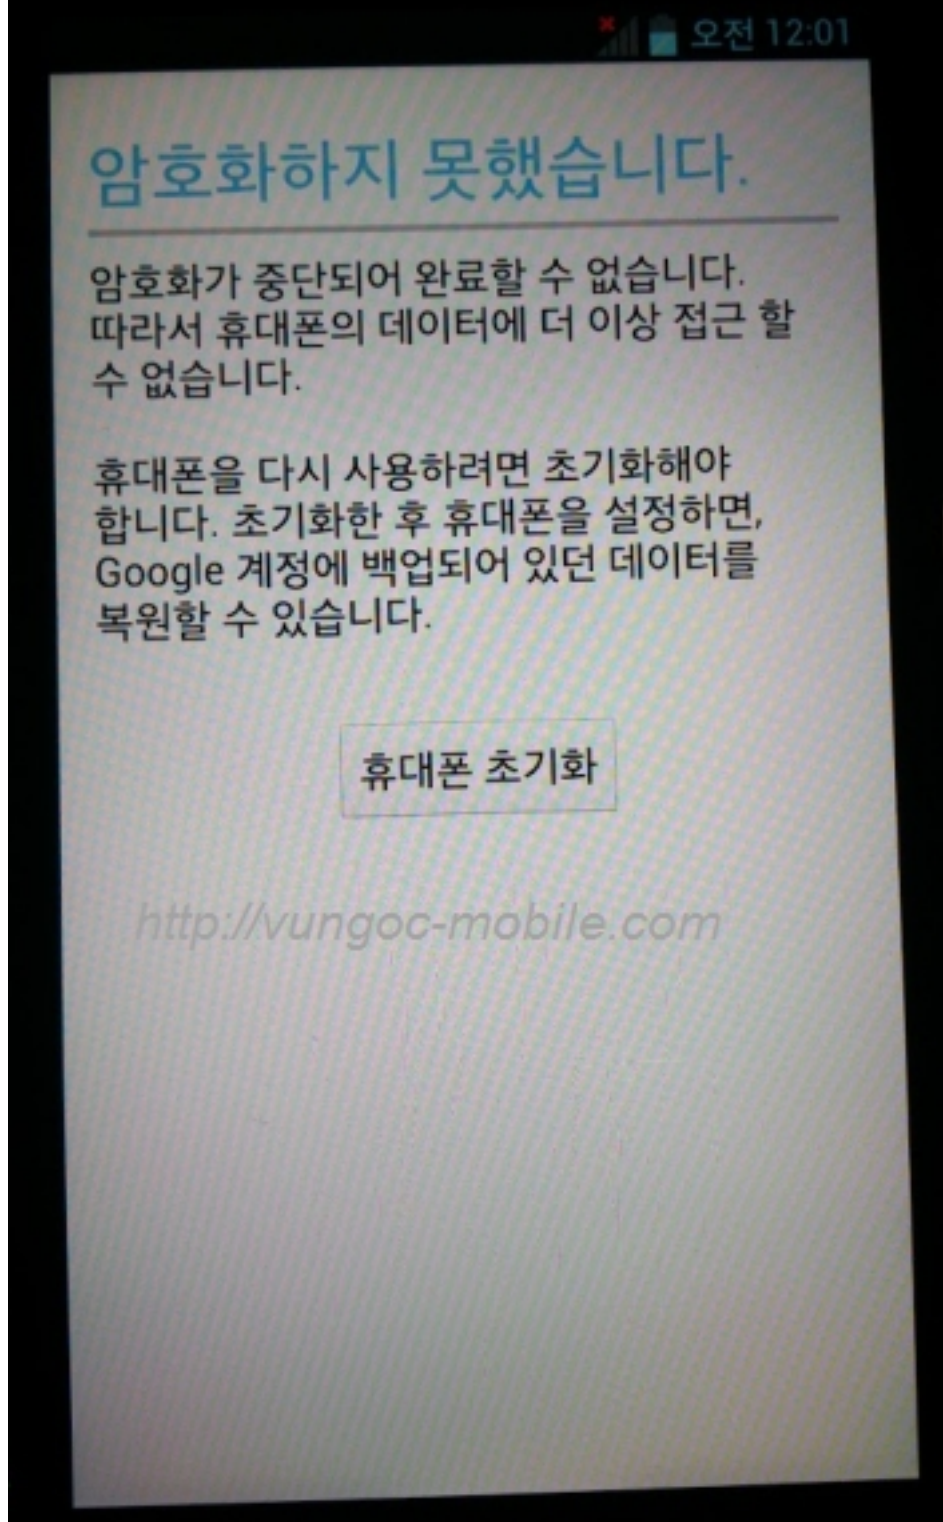 오전 12:01
암호화하지 못했습니다.
암호화가 중단되어 완료할 수 없습니다.
따라서 휴대폰의 데이터에 더 이상 접근 할
수 없습니다.
휴대폰을 다시 사용하려면 초기화해야
합니다. 초기화한 후 휴대폰을 설정하면,
Google 계정에 백업되어 있던 데이터를
복원할 수 있습니다.
휴대폰 초기화
http://vungoc-mobile.com